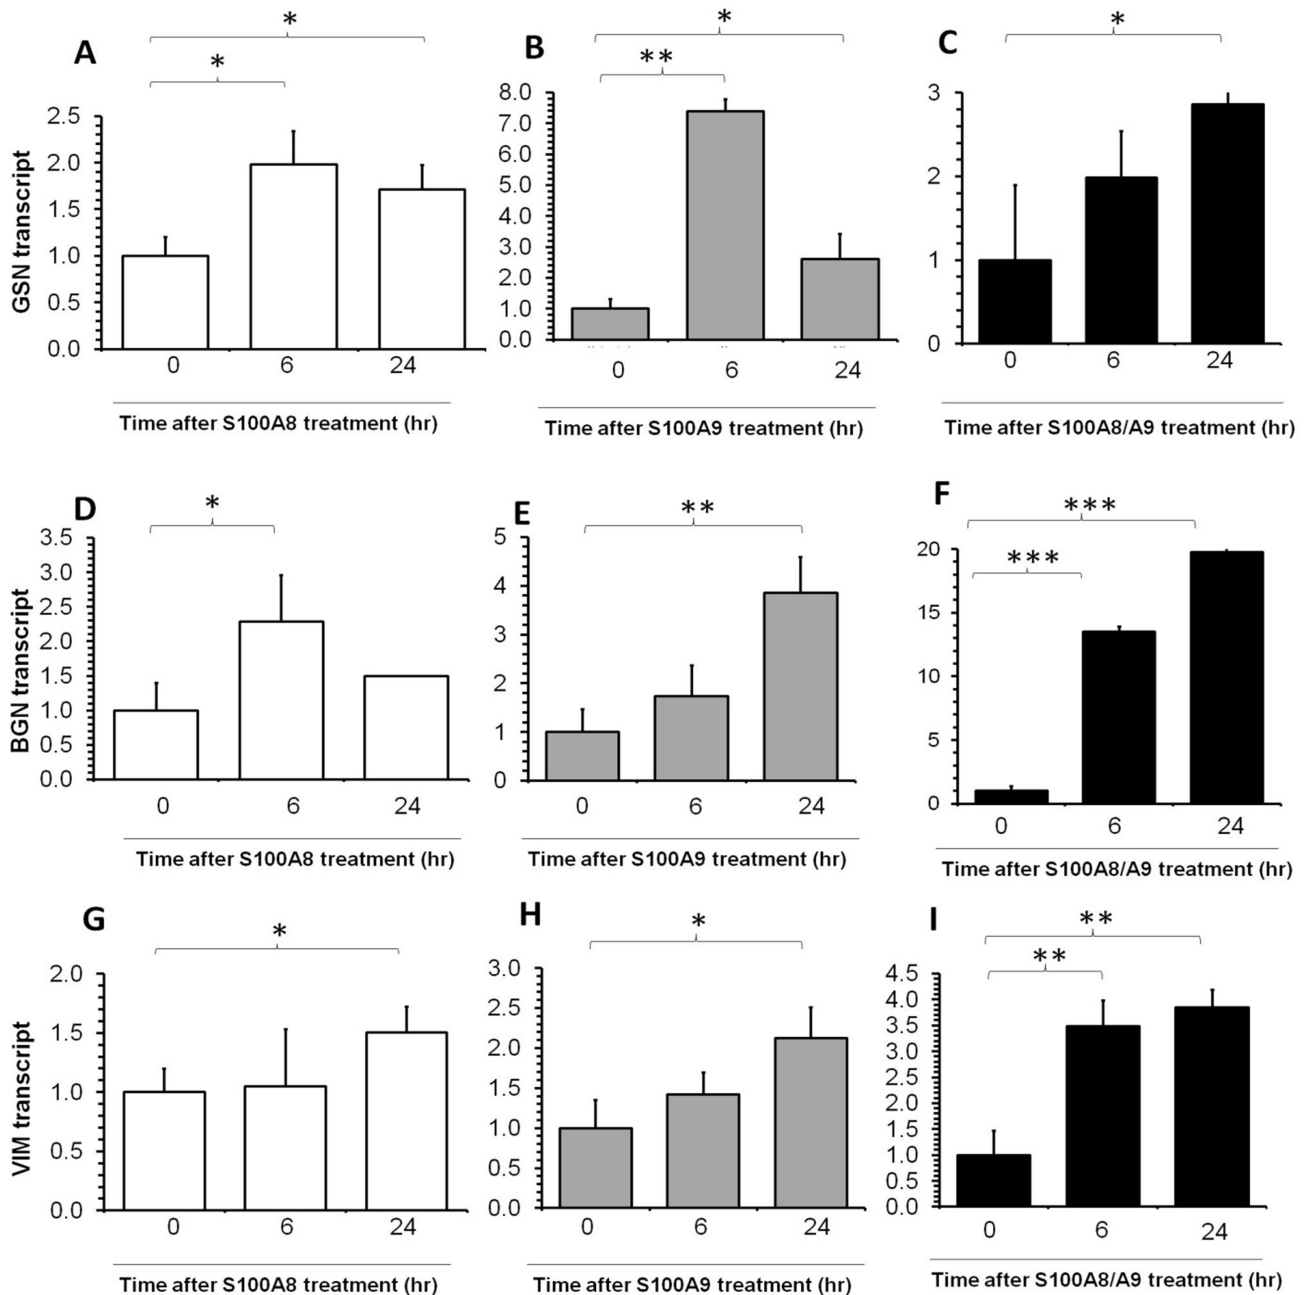 A
*
*
GSN transcript
2.5
2.0
1.5
1.0
0.5
0.0
0 6 24
Time after S100A8 treatment (hr)
B
*
**
8.0
7.0
6.0
5.0
4.0
3.0
2.0
1.0
0.0
0 6 24
Time after S100A9 treatment (hr)
C
*
3
2
1
0
0 6 24
Time after S100A8/A9 treatment (hr)
D
*
BGN transcript
3.5
3.0
2.5
2.0
1.5
1.0
0.5
0.0
0 6 24
Time after S100A8 treatment (hr)
E
**
5
4
3
2
1
0
0 6 24
Time after S100A9 treatment (hr)
F
***
***
20
15
10
5
0
0 6 24
Time after S100A8/A9 treatment (hr)
G
*
VIM transcript
2.0
1.5
1.0
0.5
0.0
0 6 24
Time after S100A8 treatment (hr)
H
*
3.0
2.5
2.0
1.5
1.0
0.5
0.0
0 6 24
Time after S100A9 treatment (hr)
I
**
**
4.5
4.0
3.5
3.0
2.5
2.0
1.5
1.0
0.5
0.0
0 6 24
Time after S100A8/A9 treatment (hr)